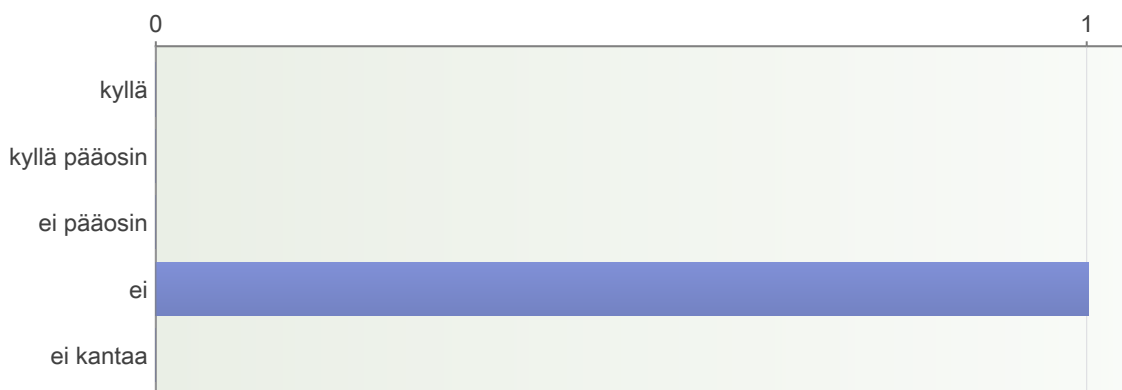 0 1
kyllä
kyllä pääosin
ei pääosin
ei
ei kantaa